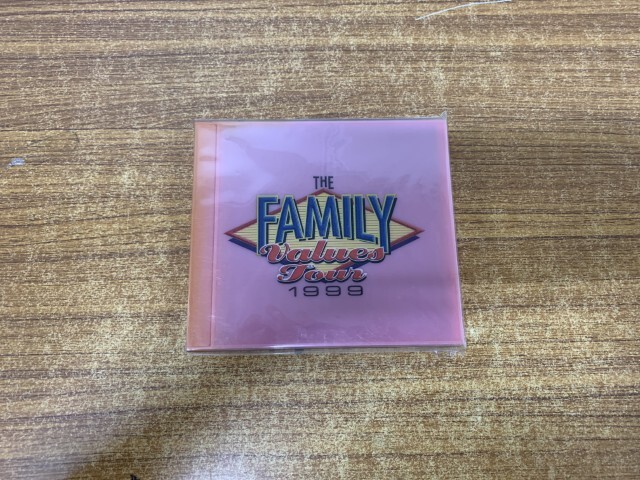 THE
FAMILY
Values
Tour
1999